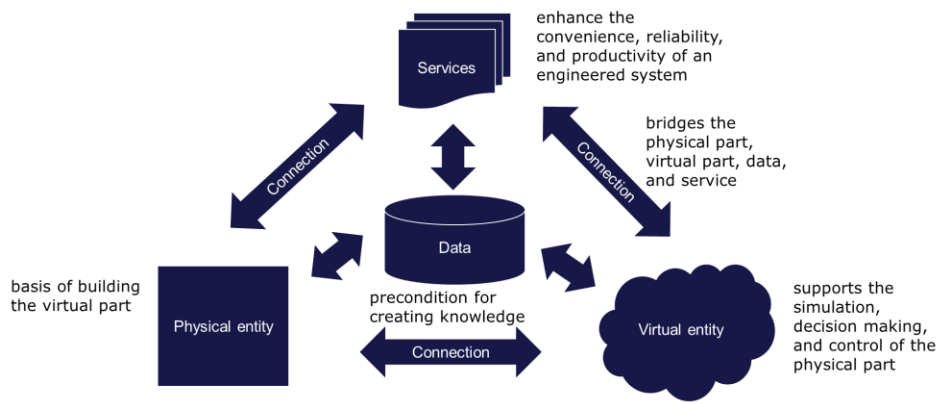 enhance the
convenience, reliability,
and productivity of an
engineered system
Services
Connection
Connection
bridges the
physical part,
virtual part, data,
and service
Data
basis of building
the virtual part
Physical entity
precondition for
creating knowledge
Connection
Virtual entity
supports the
simulation,
decision making,
and control of the
physical part